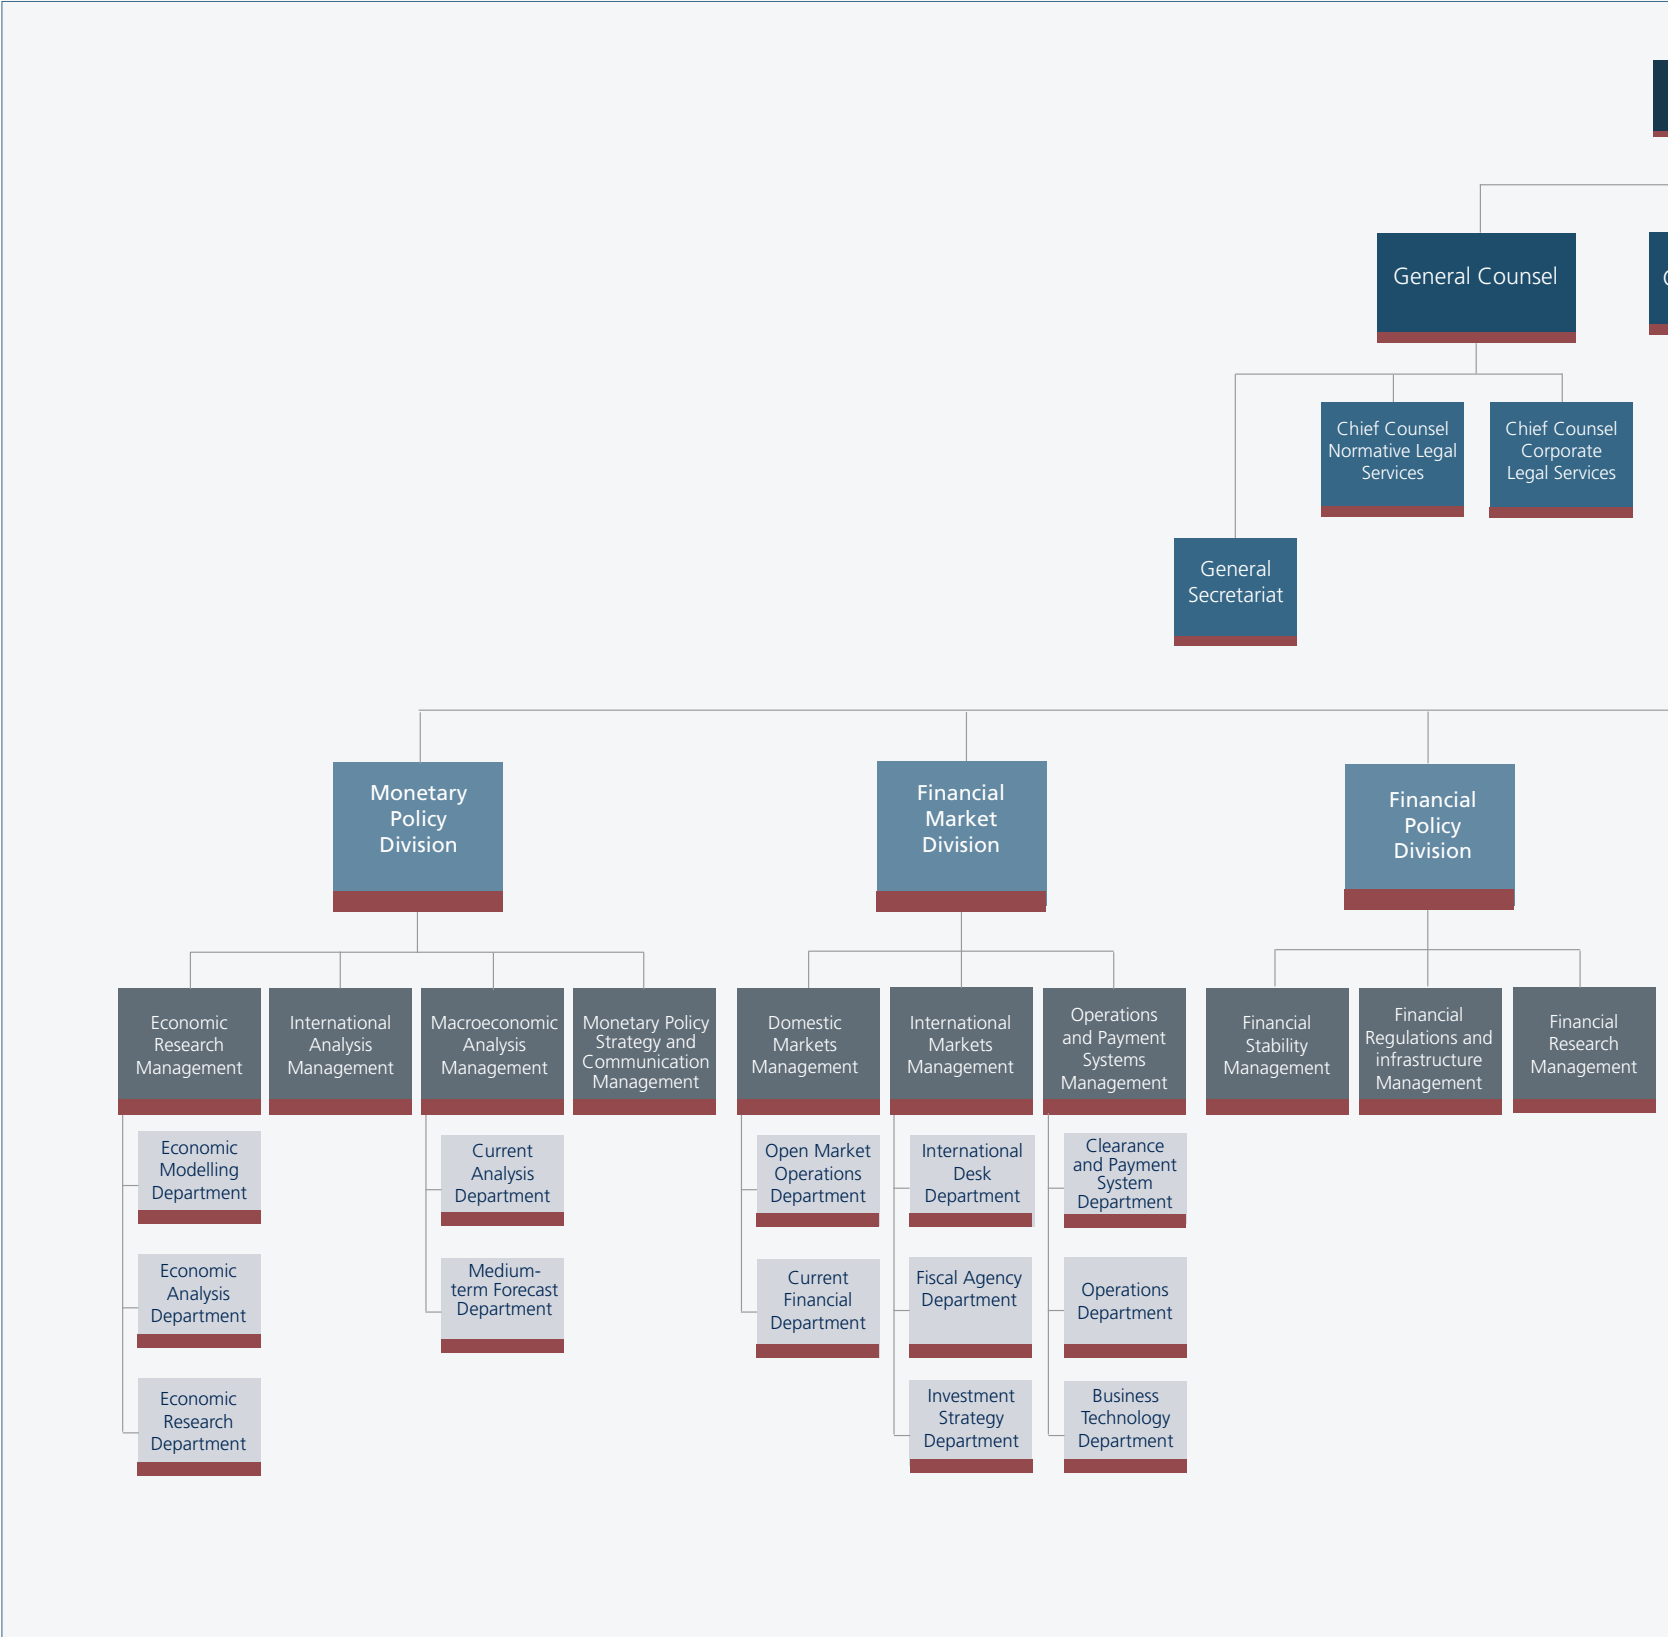 General Counsel
Chief Counsel
Normative Legal
Services
Chief Counsel
Corporate
Legal Services
General
Secretariat
Monetary
Policy
Division
Financial
Market
Division
Financial
Policy
Division
Economic
Research
Management
International
Analysis
Management
Macroeconomic
Analysis
Management
Monetary Policy
Strategy and
Communication
Management
Domestic
Markets
Management
International
Markets
Management
Operations
and Payment
Systems
Management
Financial
Stability
Management
Financial
Regulations and
infrastructure
Management
Financial
Research
Management
Economic
Modelling
Department
Current
Analysis
Department
Open Market
Operations
Department
International
Desk
Department
Clearance
and Payment
System
Department
Economic
Analysis
Department
Medium-
term Forecast
Department
Current
Financial
Department
Fiscal Agency
Department
Operations
Department
Economic
Research
Department
Investment
Strategy
Department
Business
Technology
Department